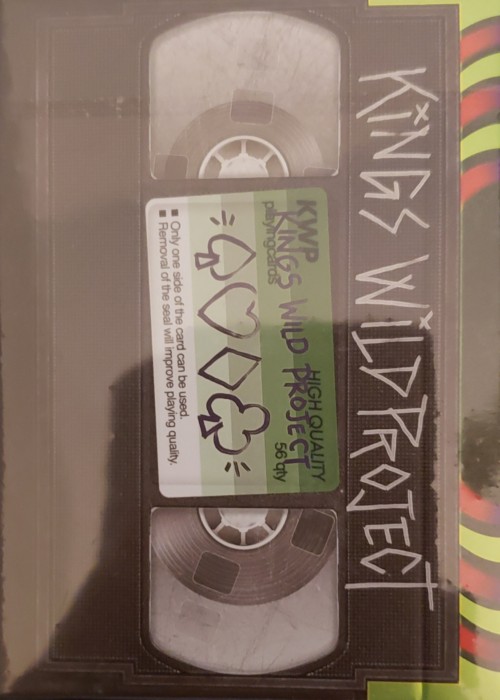 KINGS WILD PROJECT
KWP
playingcards
KINGS WILD PROJECT
HIGH QUALITY
56 qty
Only one side of the card can be used.
Removal of the seal will improve playing quality.